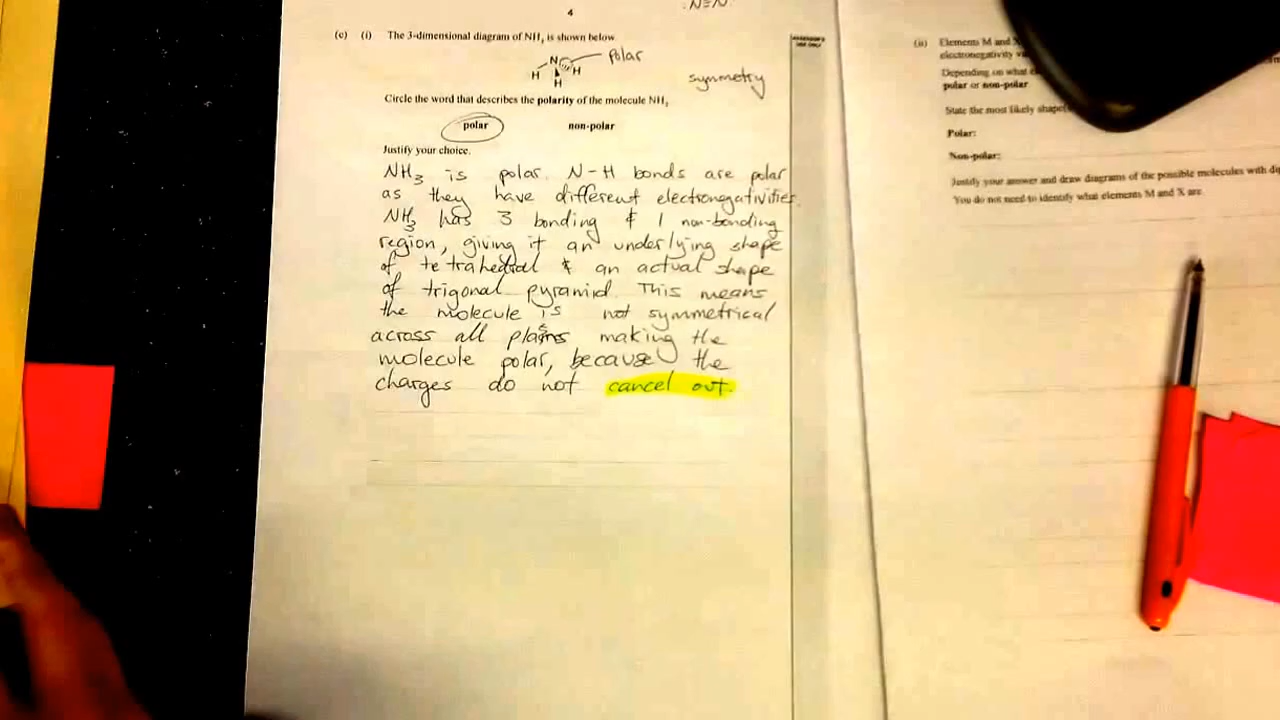 4
N≡N
(c) (i) The 3-dimensional diagram of NH3 is shown below
N
H
H
H
polar
symmetry
Circle the word that describes the polarity of the molecule NH3
polar non-polar
Justify your choice.
NH3 is polar. N-H bonds are polar
as they have different electronegativities.
NH3 has 3 bonding & 1 non-bonding
region, giving it an underlying shape
of tetrahedral & an actual shape
of trigonal pyramid. This means
the molecule is not symmetrical
across all making the
molecule polar, because the
charges do not cancel out.
ASSESSOR'S
USE ONLY
(ii) Elements M and X
electronegativity
Depending on what
polar or non-polar
State the most likely shape
Polar:
Non-polar:
Justify your answer and draw diagrams of the possible molecules with
You do not need to identify what elements M and X are